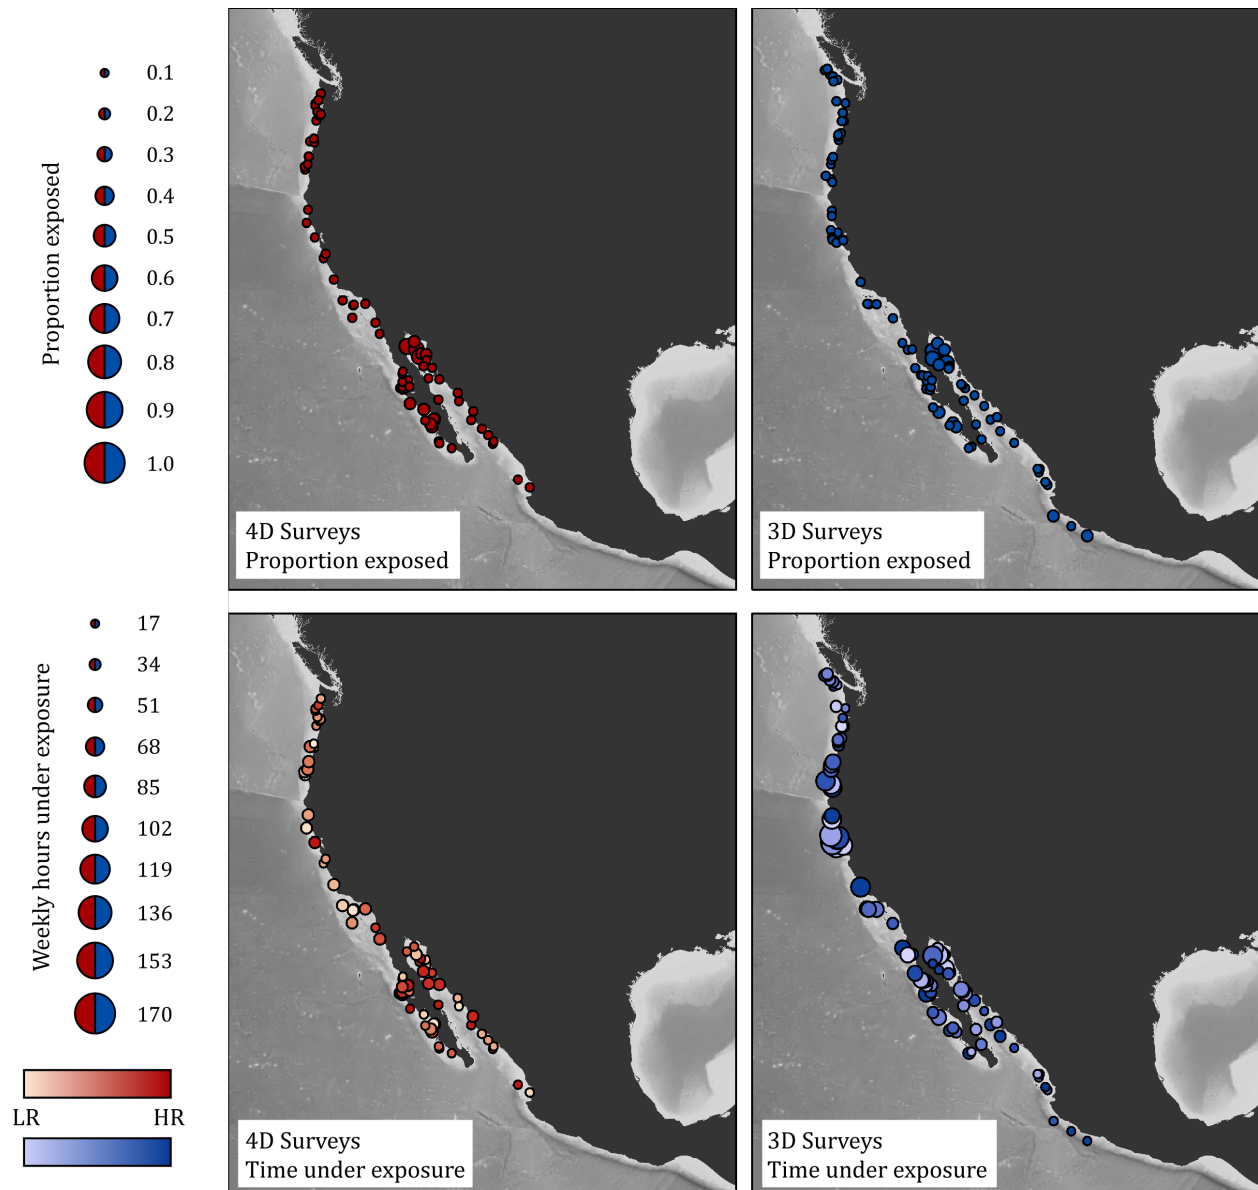 Proportion exposed
0.1
0.2
0.3
0.4
0.5
0.6
0.7
0.8
0.9
1.0
4D Surveys
Proportion exposed
3D Surveys
Proportion exposed
Weekly hours under exposure
17
34
51
68
85
102
119
136
153
170
LR HR
4D Surveys
Time under exposure
3D Surveys
Time under exposure